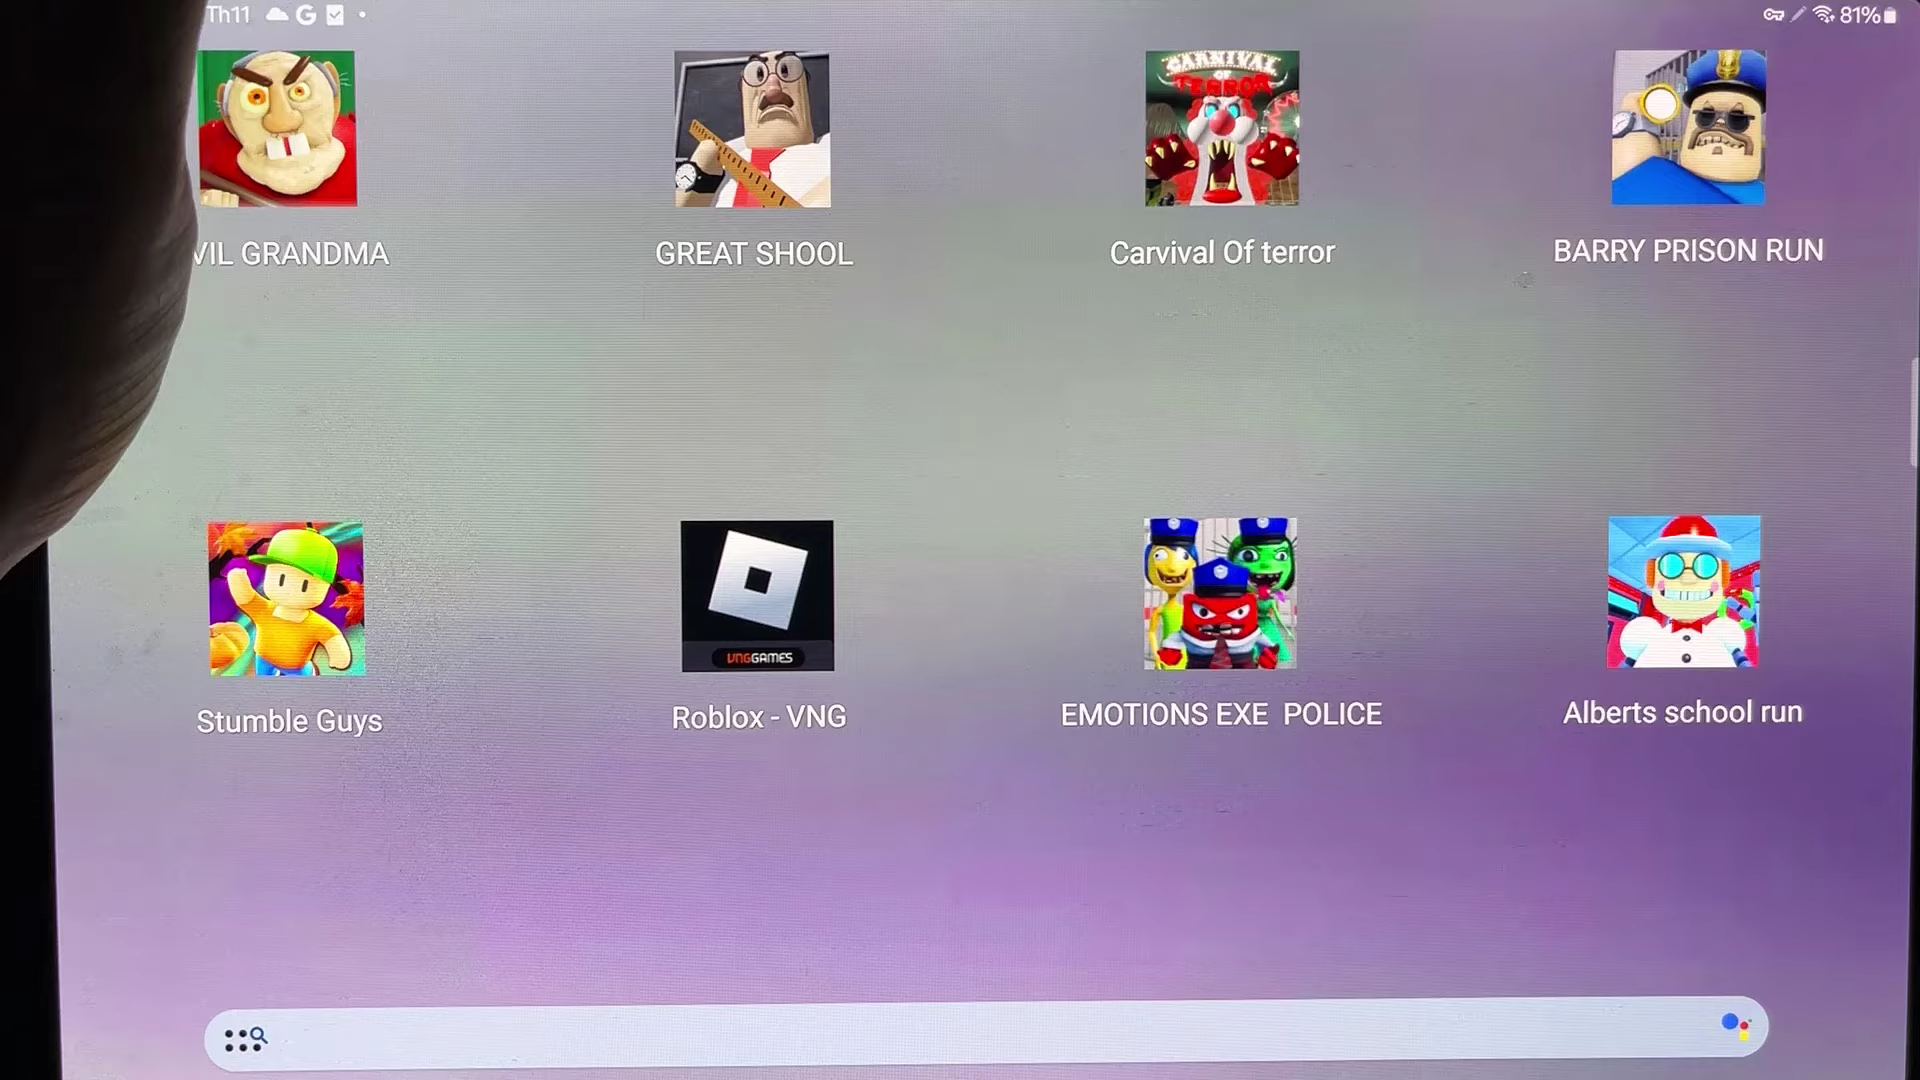 Th11 81%
CARNIVAL
OF
TERROR
VIL GRANDMA
GREAT SHOOL
Carvival Of terror
BARRY PRISON RUN
VNGGAMES
Stumble Guys
Roblox - VNG
EMOTIONS EXE POLICE
Alberts school run